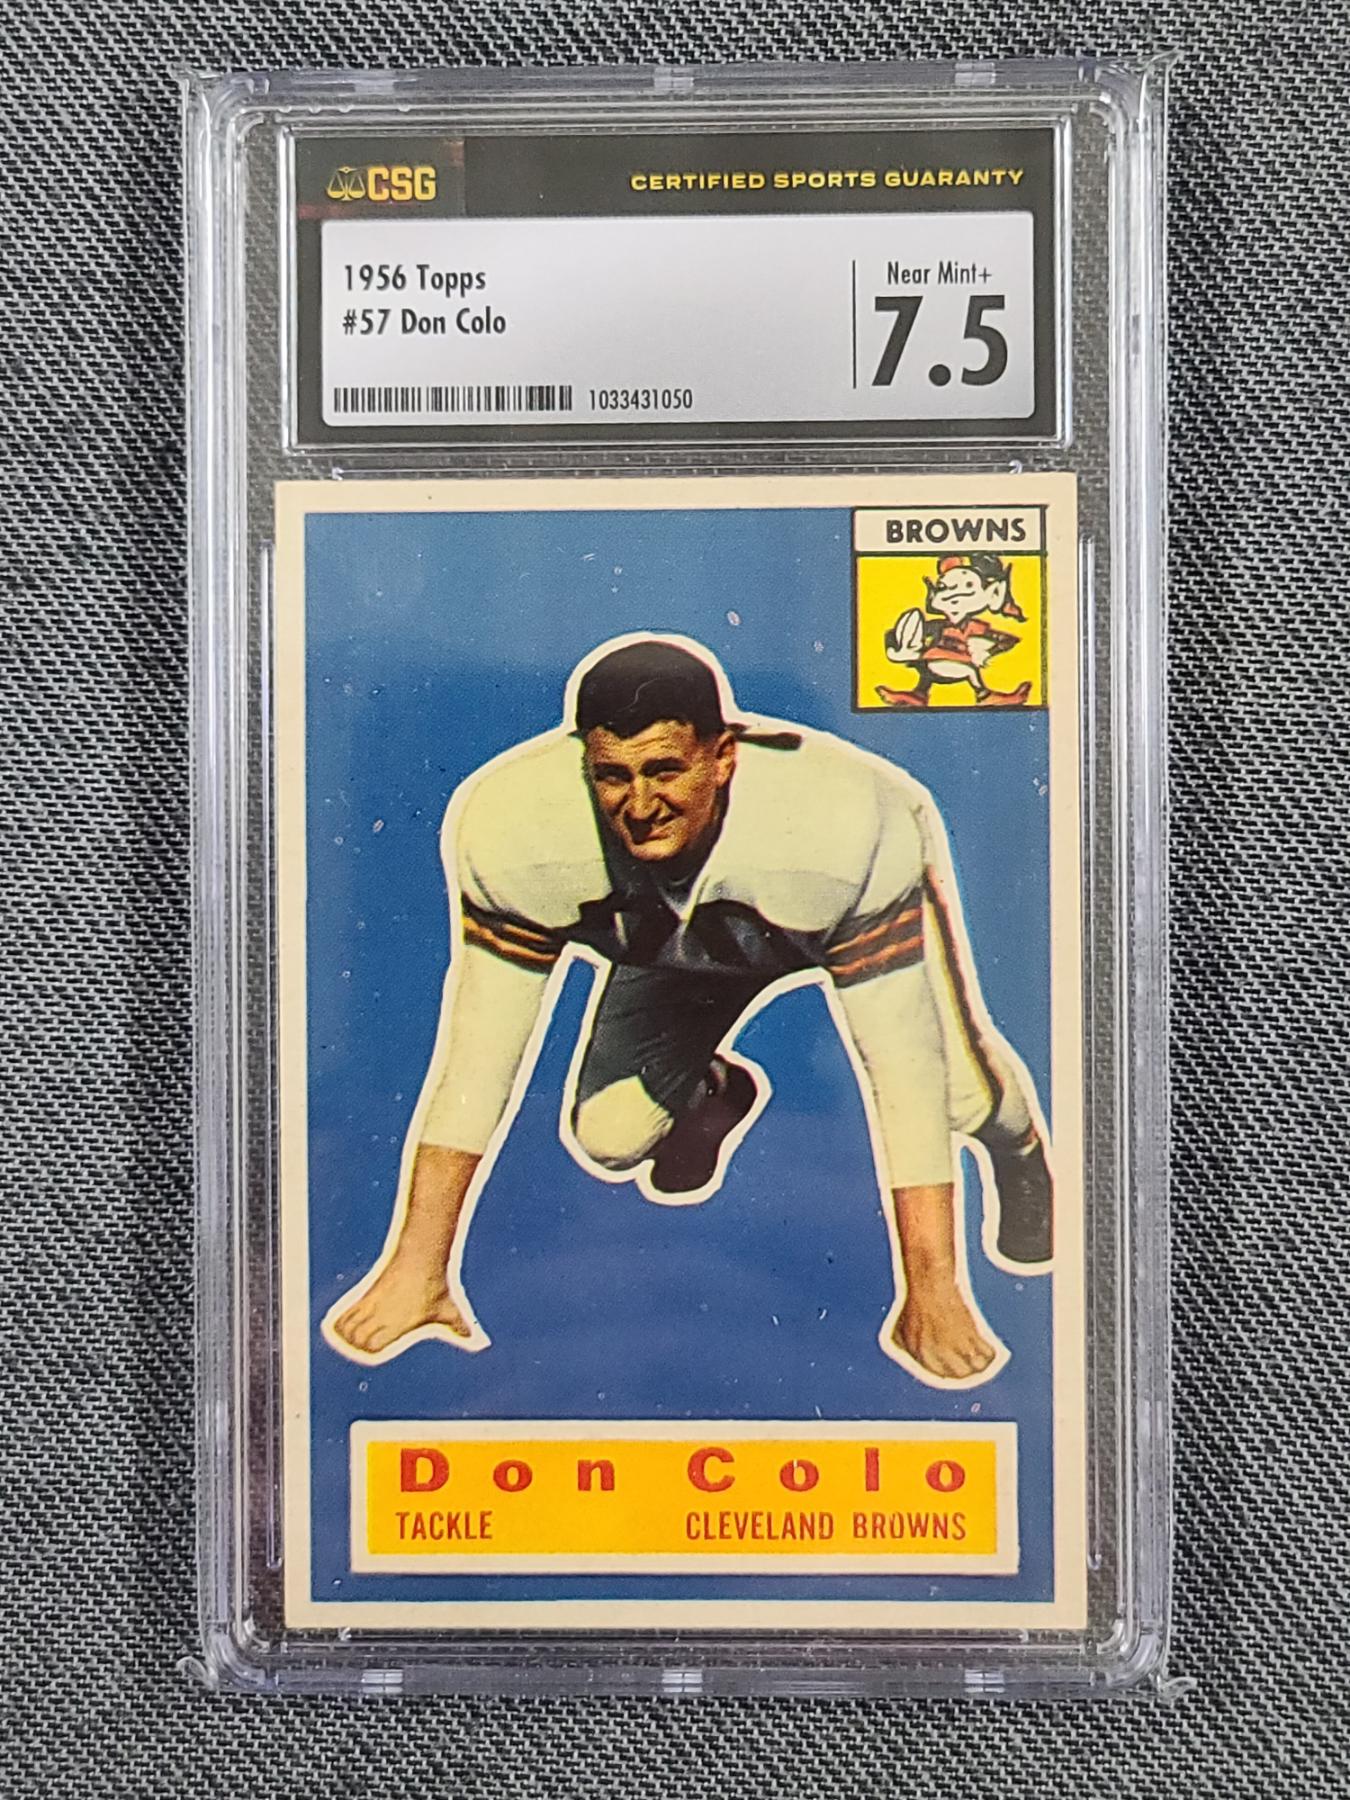 CSG
CERTIFIED SPORTS GUARANTY
1956 Topps
#57 Don Colo
Near Mint+
7.5
1033431050
BROWNS
Don Colo
TACKLE CLEVELAND BROWNS